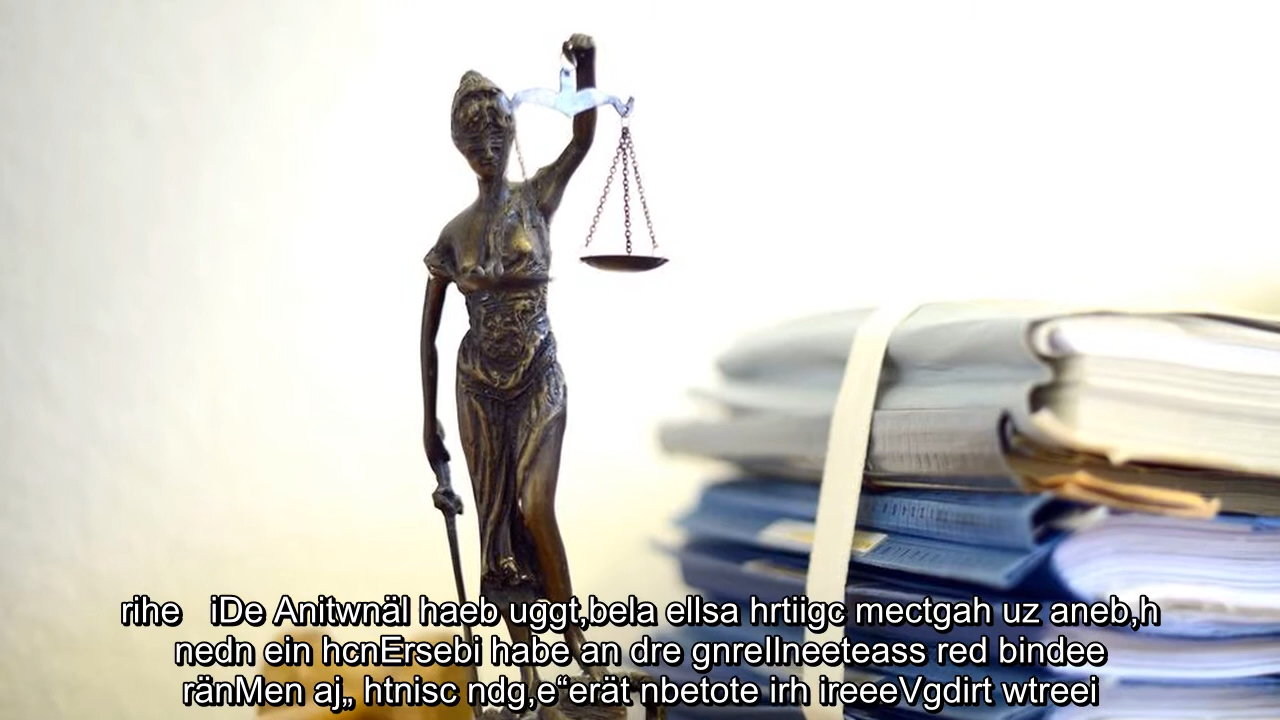 rihe iDe Anitwnäl haeb uggt,bela ellsa hrtiigc mectgah uz aneb,h
nedn ein hcnErsebi habe an dre gnrellneeteass red bindee
ränMen aj„ htnisc ndg,e“erät nbetote irh ireeeVgdirt wtreei